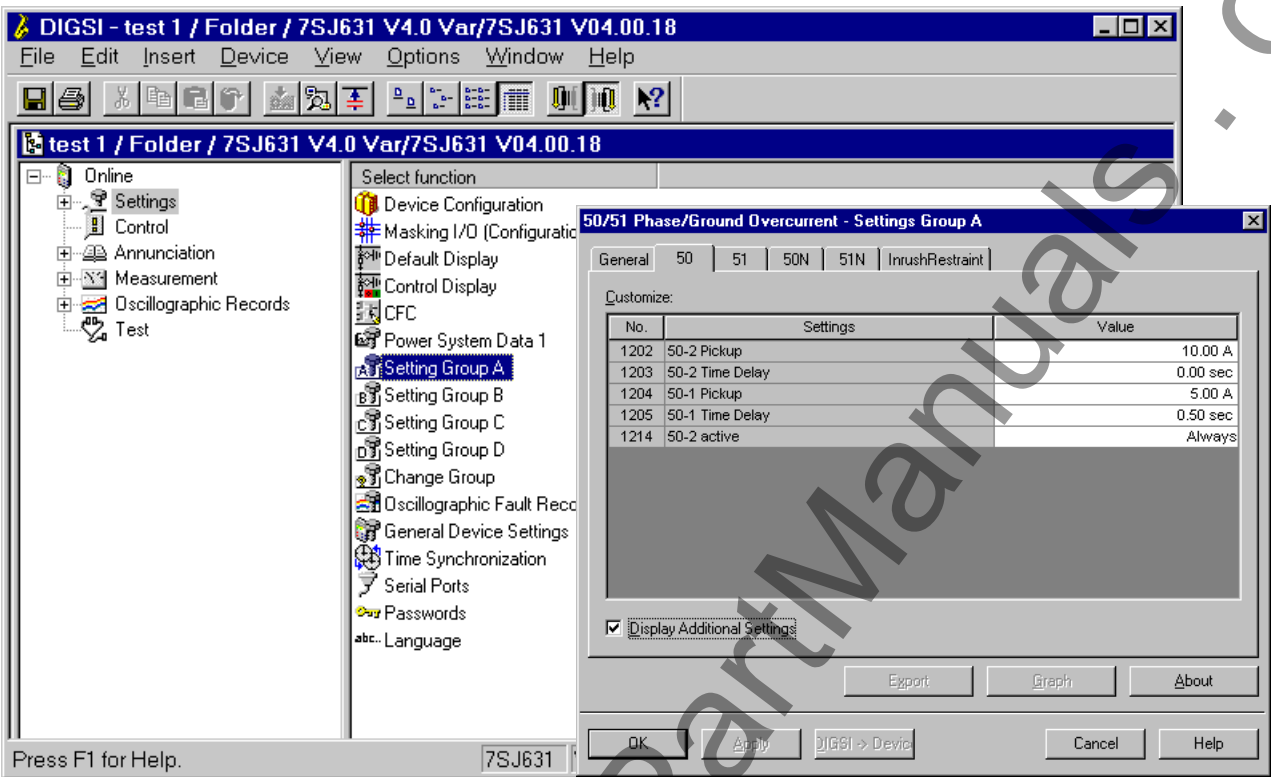 DIGSI - test 1 / Folder / 7SJ631 V4.0 Var/7SJ631 V04.00.18
File Edit Insert Device View Options Window Help
test 1 / Folder / 7SJ631 V4.0 Var/7SJ631 V04.00.18
Online
Settings
Control
Annunciation
Measurement
Oscillographic Records
Test
Select function
Device Configuration
Masking I/O (Configuratio
Default Display
Control Display
CFC
Power System Data 1
Setting Group A
Setting Group B
Setting Group C
Setting Group D
Change Group
Oscillographic Fault Reco
General Device Settings
Time Synchronization
Serial Ports
Passwords
abc.. Language
50/51 Phase/Ground Overcurrent - Settings Group A
General 50 51 50N 51N InrushRestraint
Customize:
No. Settings Value
1202 50-2 Pickup 10.00 A
1203 50-2 Time Delay 0.00 sec
1204 50-1 Pickup 5.00 A
1205 50-1 Time Delay 0.50 sec
1214 50-2 active Always
Display Additional Settings
Export Graph About
OK Apply DIGSI -> Devic Cancel Help
Press F1 for Help. 7SJ631
PartManuals